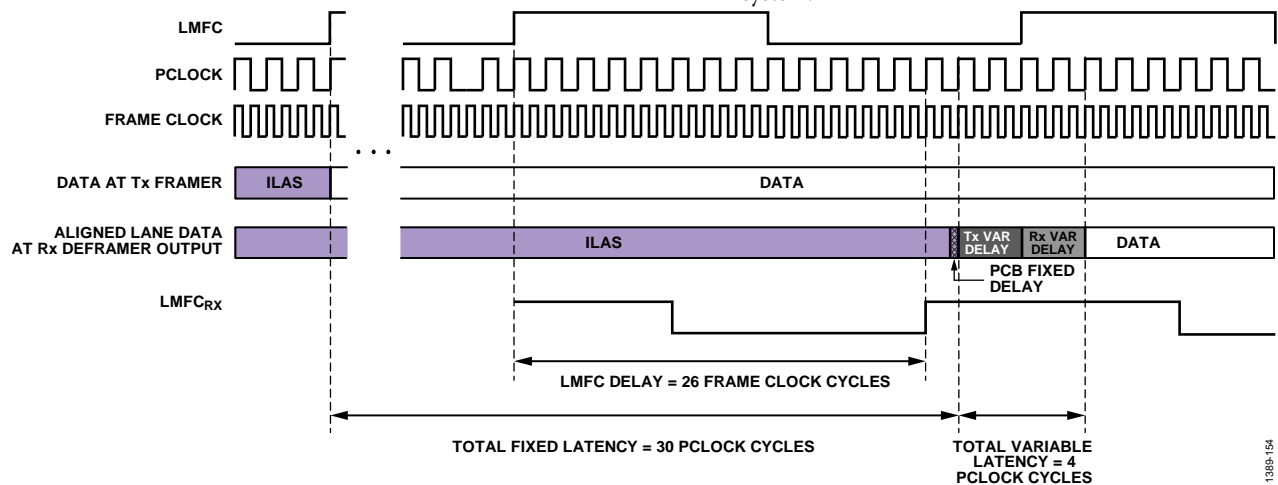 LMFC
PCLOCK
FRAME CLOCK
DATA AT Tx FRAMER
ILAS
DATA
ALIGNED LANE DATA
AT Rx DEFRAMER OUTPUT
ILAS
Tx VAR
DELAY
Rx VAR
DELAY
DATA
PCB FIXED
DELAY
LMFCRX
LMFC DELAY = 26 FRAME CLOCK CYCLES
TOTAL FIXED LATENCY = 30 PCLOCK CYCLES
TOTAL VARIABLE
LATENCY = 4
PCLOCK CYCLES
1389-154